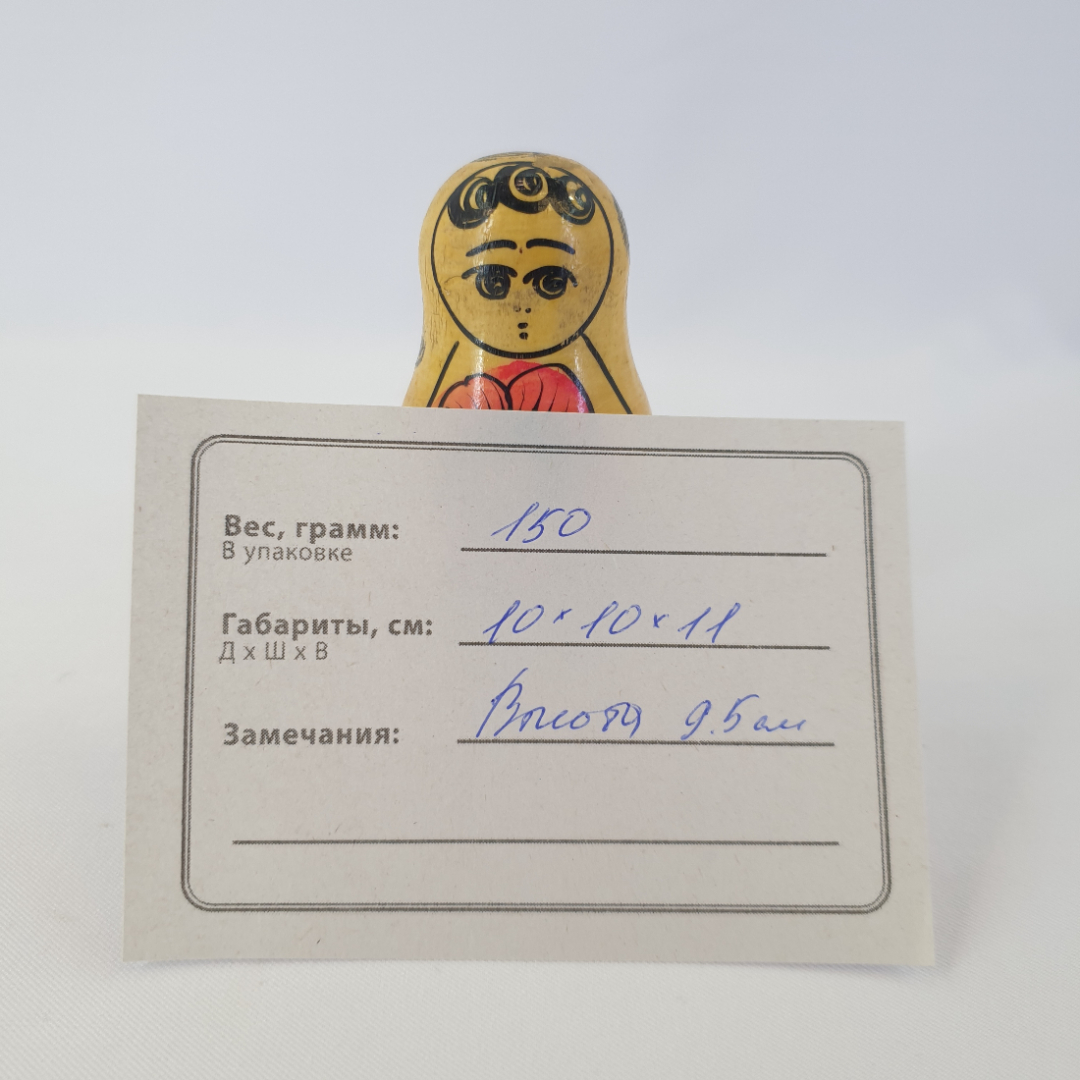 Вес, грамм: 150
В упаковке
Габариты, см: 10 x 10 x 11
Д х Ш х В
Замечания: Высота 9.5 см